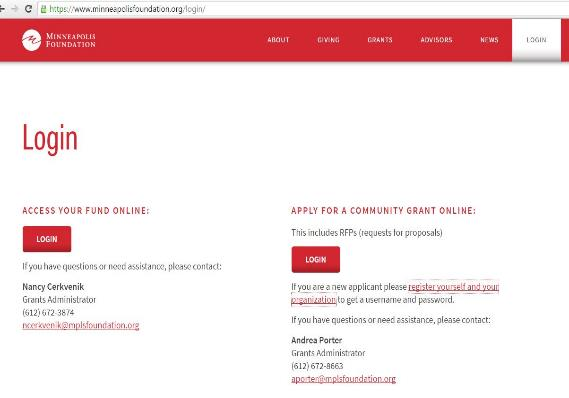 https://www.minneapolisfoundation.org/login/
MINNEAPOLIS
FOUNDATION
ABOUT
GIVING
GRANTS
ADVISORS
NEWS
LOGIN
Login
ACCESS YOUR FUND ONLINE:
LOGIN
If you have questions or need assistance, please contact:
Nancy Cerkvenik
Grants Administrator
(612) 672-3874
ncerkvenik@mplsfoundation.org
APPLY FOR A COMMUNITY GRANT ONLINE:
This includes RFPs (requests for proposals)
LOGIN
If you are a new applicant please register yourself and your
organization to get a username and password.
If you have questions or need assistance, please contact:
Andrea Porter
Grants Administrator
(612) 672-8663
aporter@mplsfoundation.org